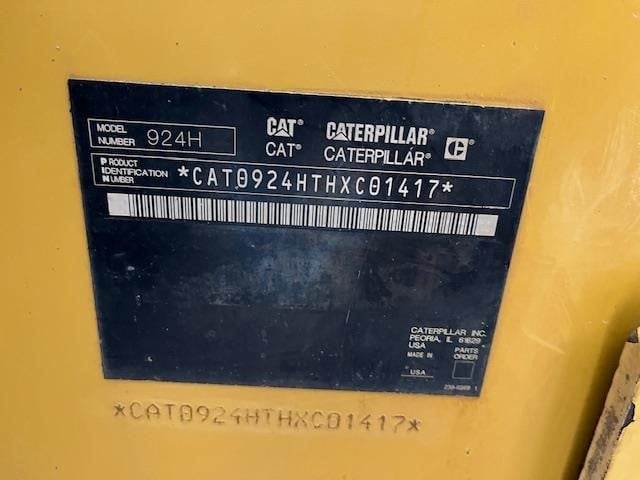 MODEL
NUMBER 924H
CAT® CATERPILLAR® C
CAT® CATERPILLAR®
PRODUCT
IDENTIFICATION
NUMBER
*CAT0924HTHXC01417*
CATERPILLAR INC.
PEORIA, IL 61629
USA
MADE IN
USA
PARTS
ORDER
*CAT0924HTHXC01417*